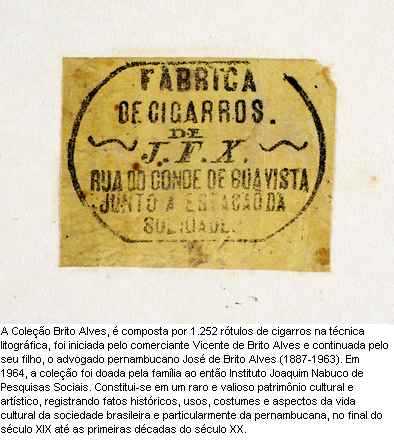 FABRICA
DE CIGARROS.
DE
J. F. X.
RUA DO CONDE DE BOA VISTA
JUNTO A ESTACAÕ DA
SOLIDADE.
A Coleção Brito Alves, é composta por 1.252 rótulos de cigarros na técnica
litográfica, foi iniciada pelo comerciante Vicente de Brito Alves e continuada pelo
seu filho, o advogado pernambucano José de Brito Alves (1887-1963). Em
1964, a coleção foi doada pela família ao então Instituto Joaquim Nabuco de
Pesquisas Sociais. Constitui-se em um raro e valioso patrimônio cultural e
artístico, registrando fatos históricos, usos, costumes e aspectos da vida
cultural da sociedade brasileira e particularmente da pernambucana, no final do
século XIX até as primeiras décadas do século XX.